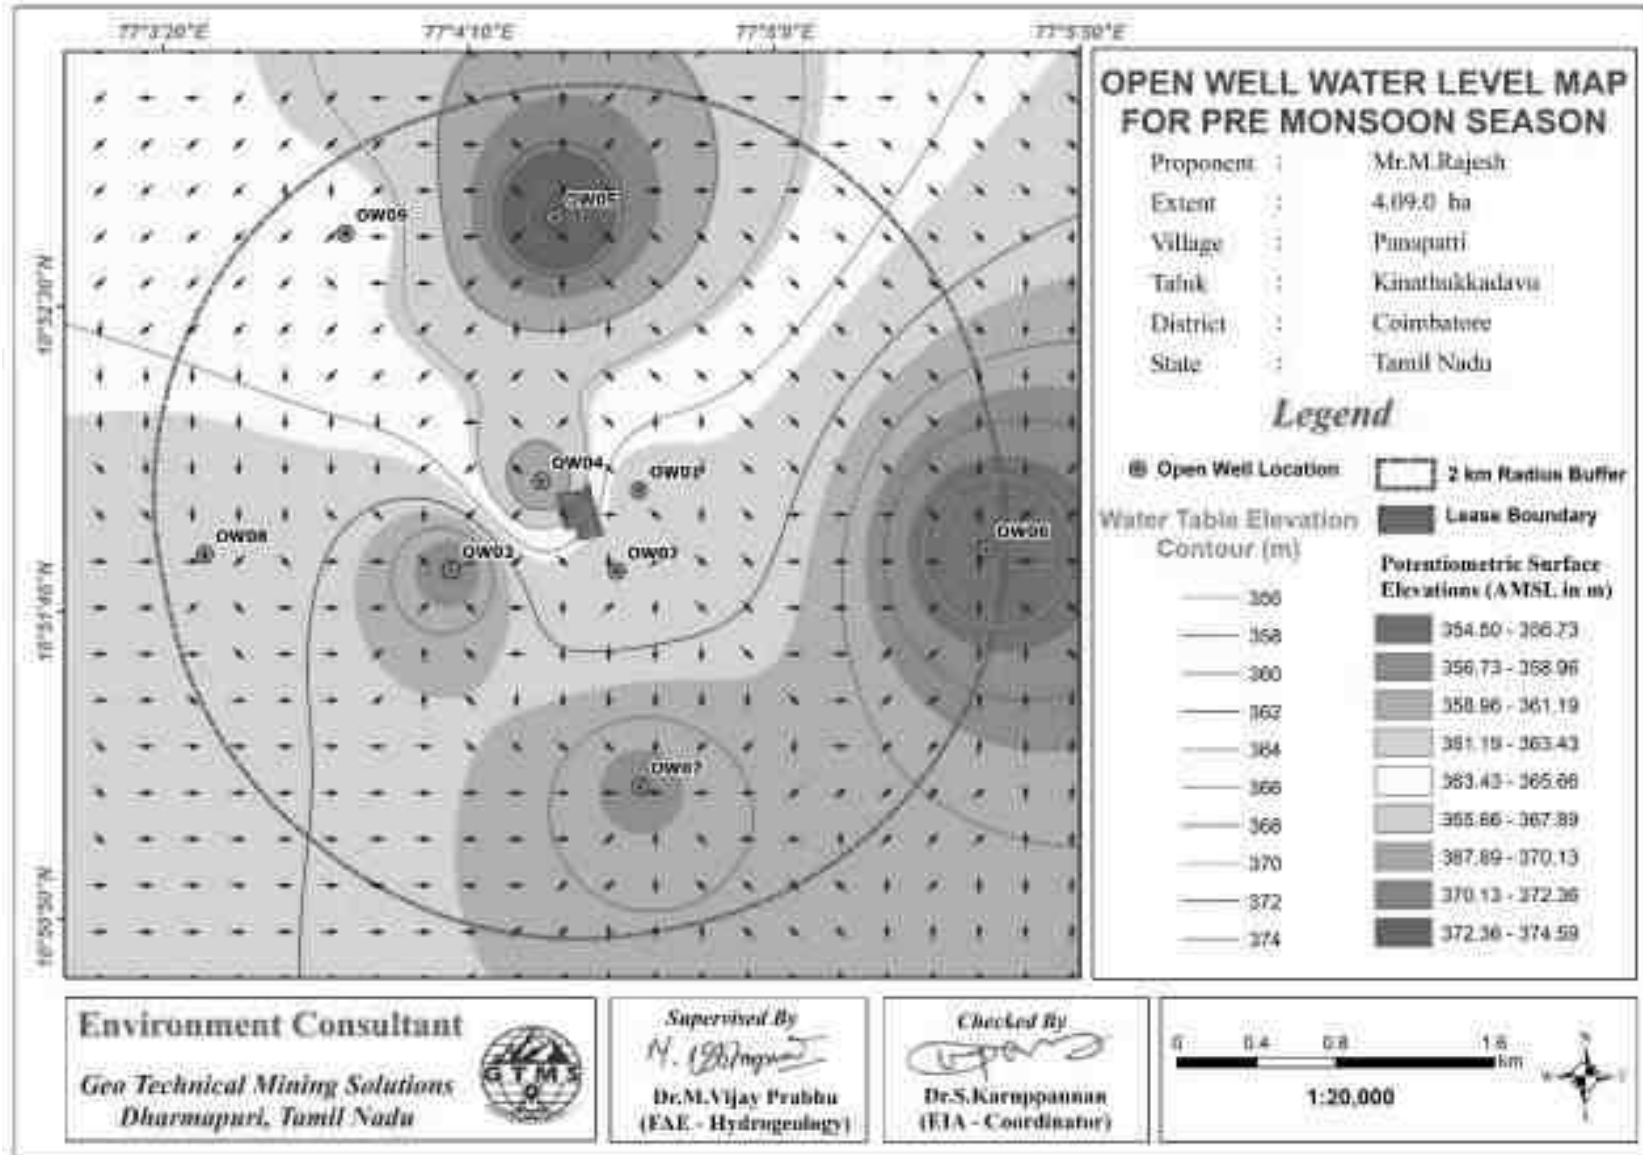 77°3'20"E 77°4'10"E 77°5'0"E 77°5'50"E
OPEN WELL WATER LEVEL MAP
FOR PRE MONSOON SEASON
Proponent : Mr.M.Rajesh
Extent : 4.09.0 ha
Village : Panapatti
Taluk : Kinathukkadavu
District : Coimbatore
State : Tamil Nadu
Legend
Open Well Location
2 km Radius Buffer
Lease Boundary
Water Table Elevation
Contour (m)
358
360
362
364
366
368
370
372
374
Potentiometric Surface
Elevations (AMSL in m)
354.50 - 356.73
356.73 - 358.96
358.96 - 361.19
361.19 - 363.43
363.43 - 365.66
365.66 - 367.89
367.89 - 370.13
370.13 - 372.36
372.36 - 374.59
OW05
OW09
OW04
OW01
OW08
OW03
OW06
OW07
Environment Consultant
Geo Technical Mining Solutions
Dharmapuri, Tamil Nadu
GTMS
Supervised By
Dr.M.Vijay Prabhu
(FAE - Hydrogeology)
Checked By
Dr.S.Karuppannan
(EIA - Coordinator)
0 0.4 0.8 1.6
km
1:20,000
N
W